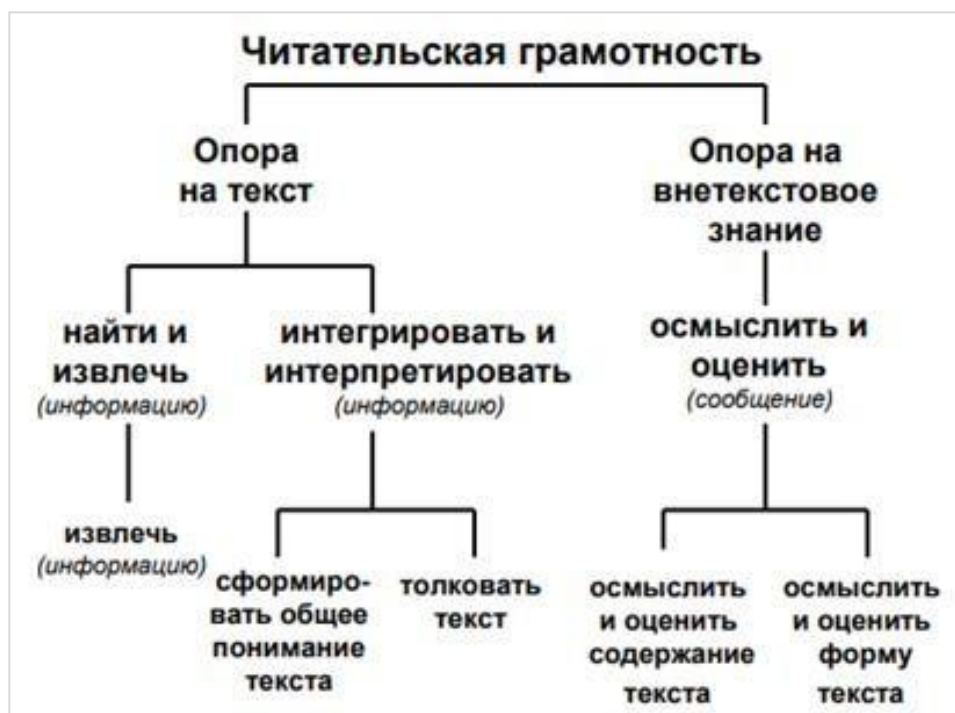 Читательская грамотность
Опора
на текст
Опора на
внетекстовое
знание
найти и
извлечь
(информацию)
интегрировать и
интерпретировать
(информацию)
осмыслить и
оценить
(сообщение)
извлечь
(информацию)
сформиро-
вать общее
понимание
текста
толковать
текст
осмыслить
и оценить
содержание
текста
осмыслить
и оценить
форму
текста